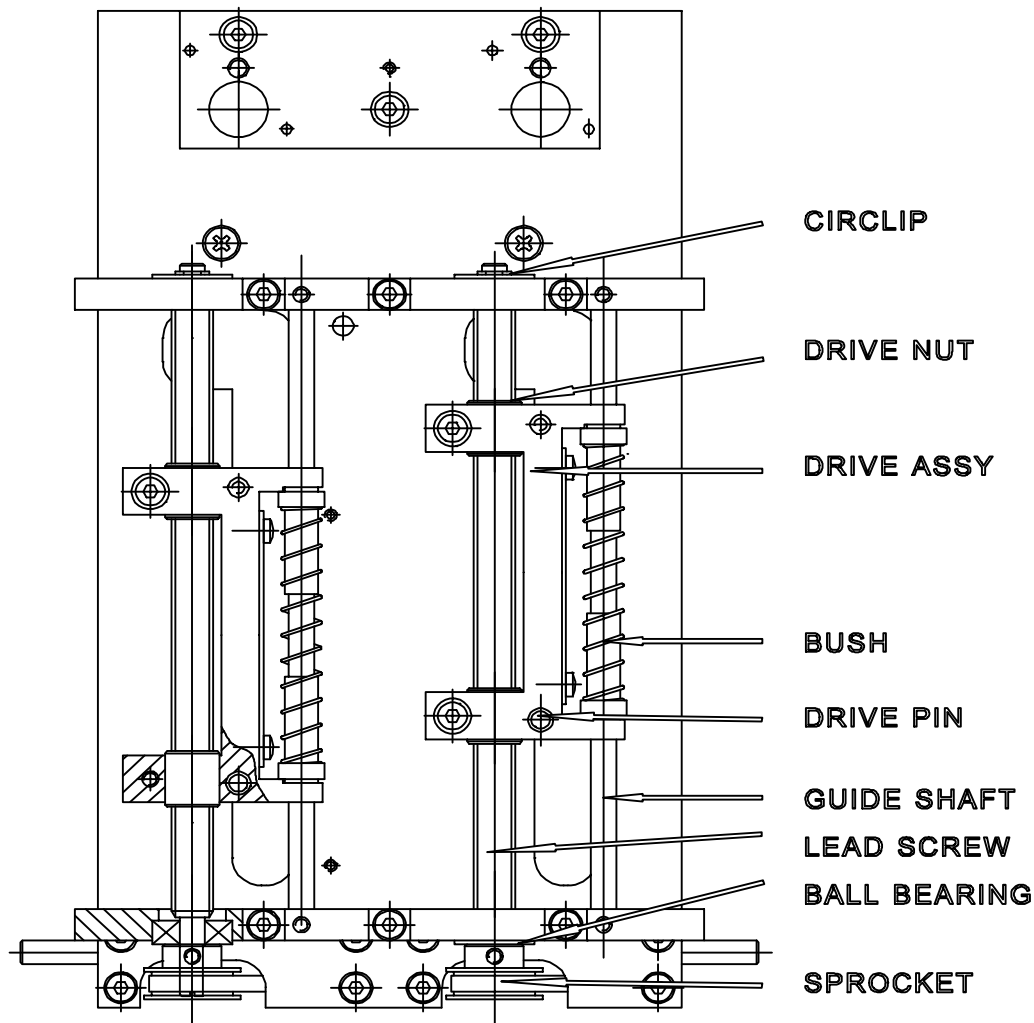 CIRCLIP
DRIVE NUT
DRIVE ASSY
BUSH
DRIVE PIN
GUIDE SHAFT
LEAD SCREW
BALL BEARING
SPROCKET